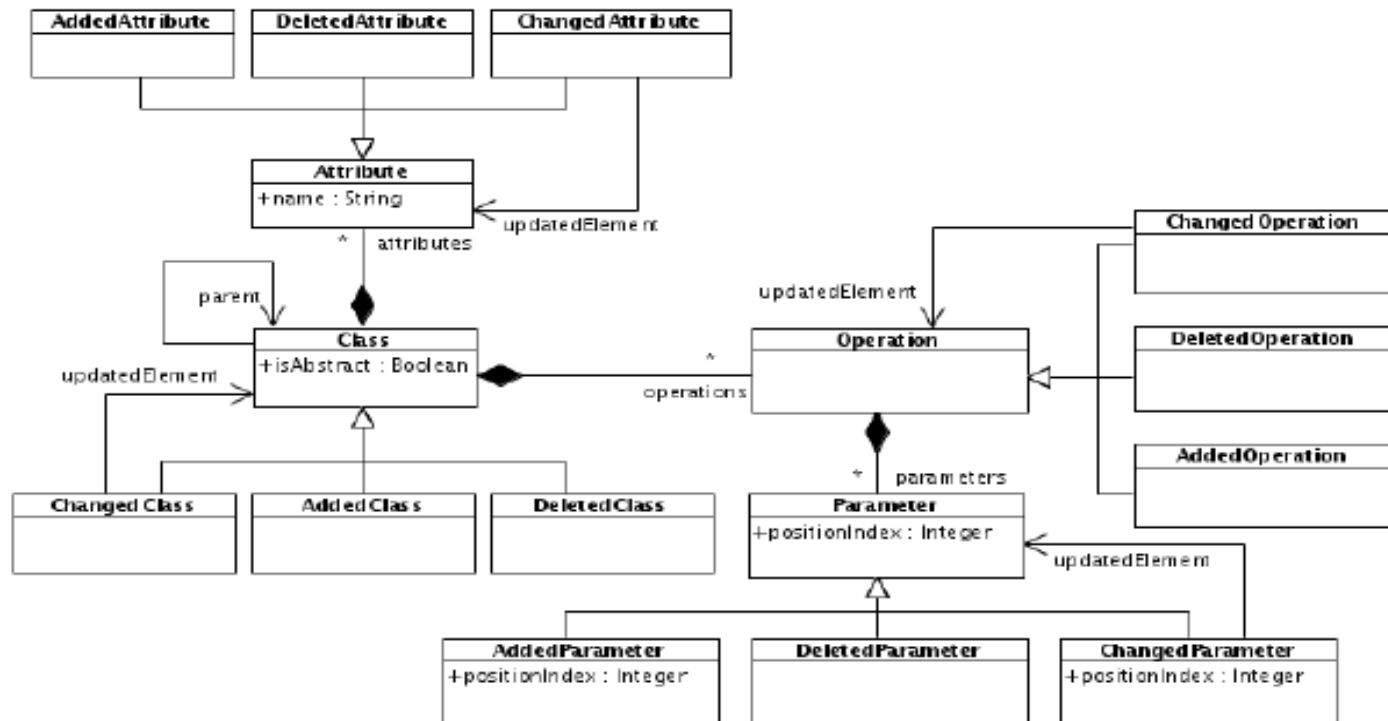 AddedAttribute
DeletedAttribute
ChangedAttribute
Attribute
+name : String
updatedElement
* attributes
parent
Class
+isAbstract : Boolean
updatedElement
*
operations
ChangedClass
AddedClass
DeletedClass
updatedElement
Operation
ChangedOperation
DeletedOperation
AddedOperation
* parameters
Parameter
+positionIndex : Integer
updatedElement
AddedParameter
+positionIndex : Integer
DeletedParameter
ChangedParameter
+positionIndex : Integer